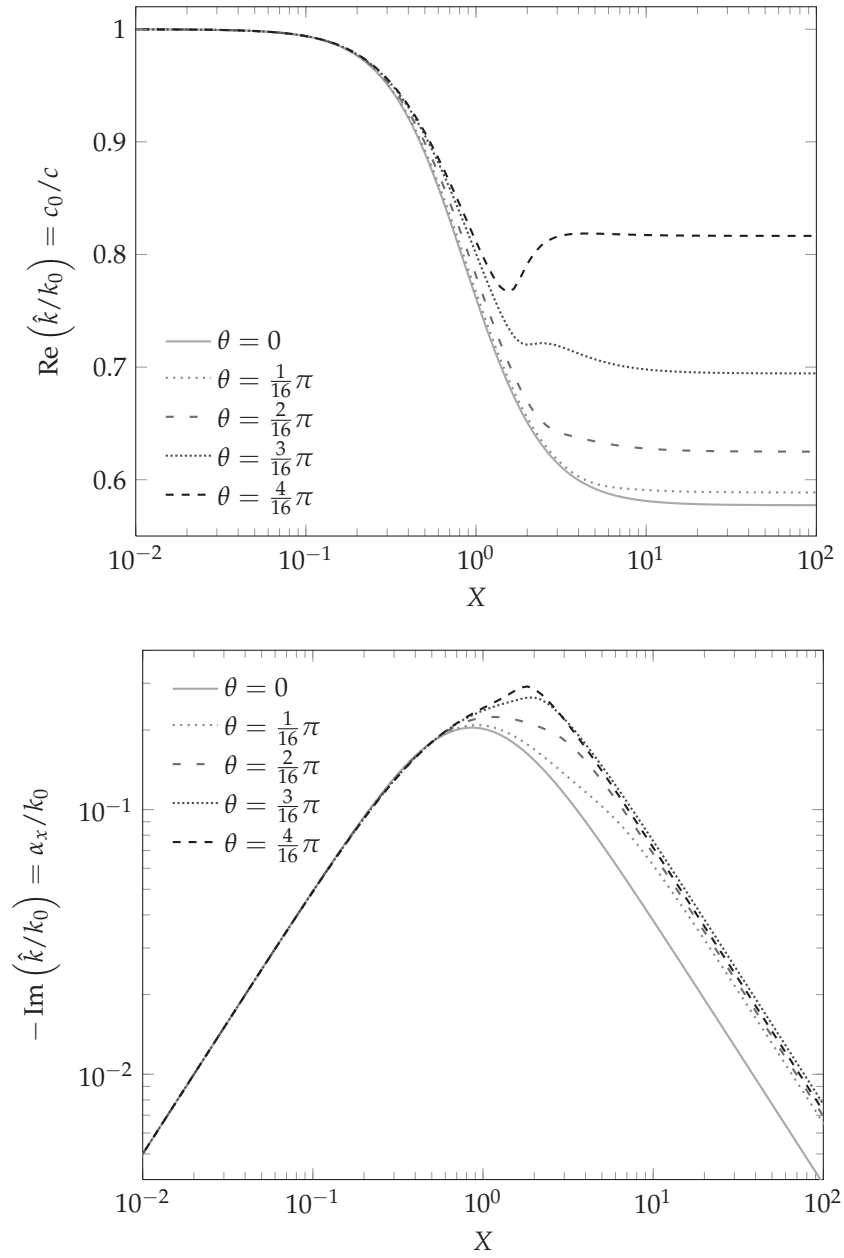 1
0.9
0.8
0.7
0.6
Re (k̂/k₀) = c₀/c
θ = 0
θ = 1/16 π
θ = 2/16 π
θ = 3/16 π
θ = 4/16 π
10⁻² 10⁻¹ 10⁰ 10¹ 10²
X
10⁻¹
10⁻²
−Im (k̂/k₀) = αₓ/k₀
θ = 0
θ = 1/16 π
θ = 2/16 π
θ = 3/16 π
θ = 4/16 π
10⁻² 10⁻¹ 10⁰ 10¹ 10²
X